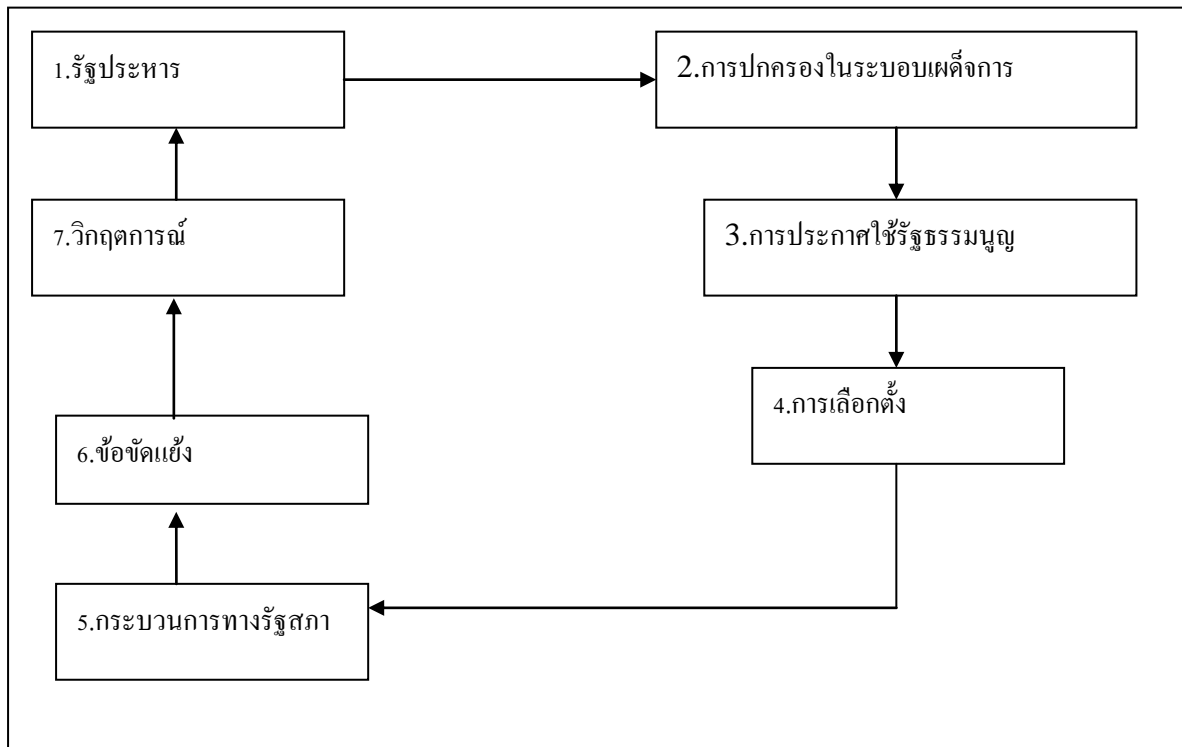 1.รัฐประหาร
2.การปกครองในระบอบเผด็จการ
7.วิกฤตการณ์
3.การประกาศใช้รัฐธรรมนูญ
4.การเลือกตั้ง
6.ข้อขัดแย้ง
5.กระบวนการทางรัฐสภา